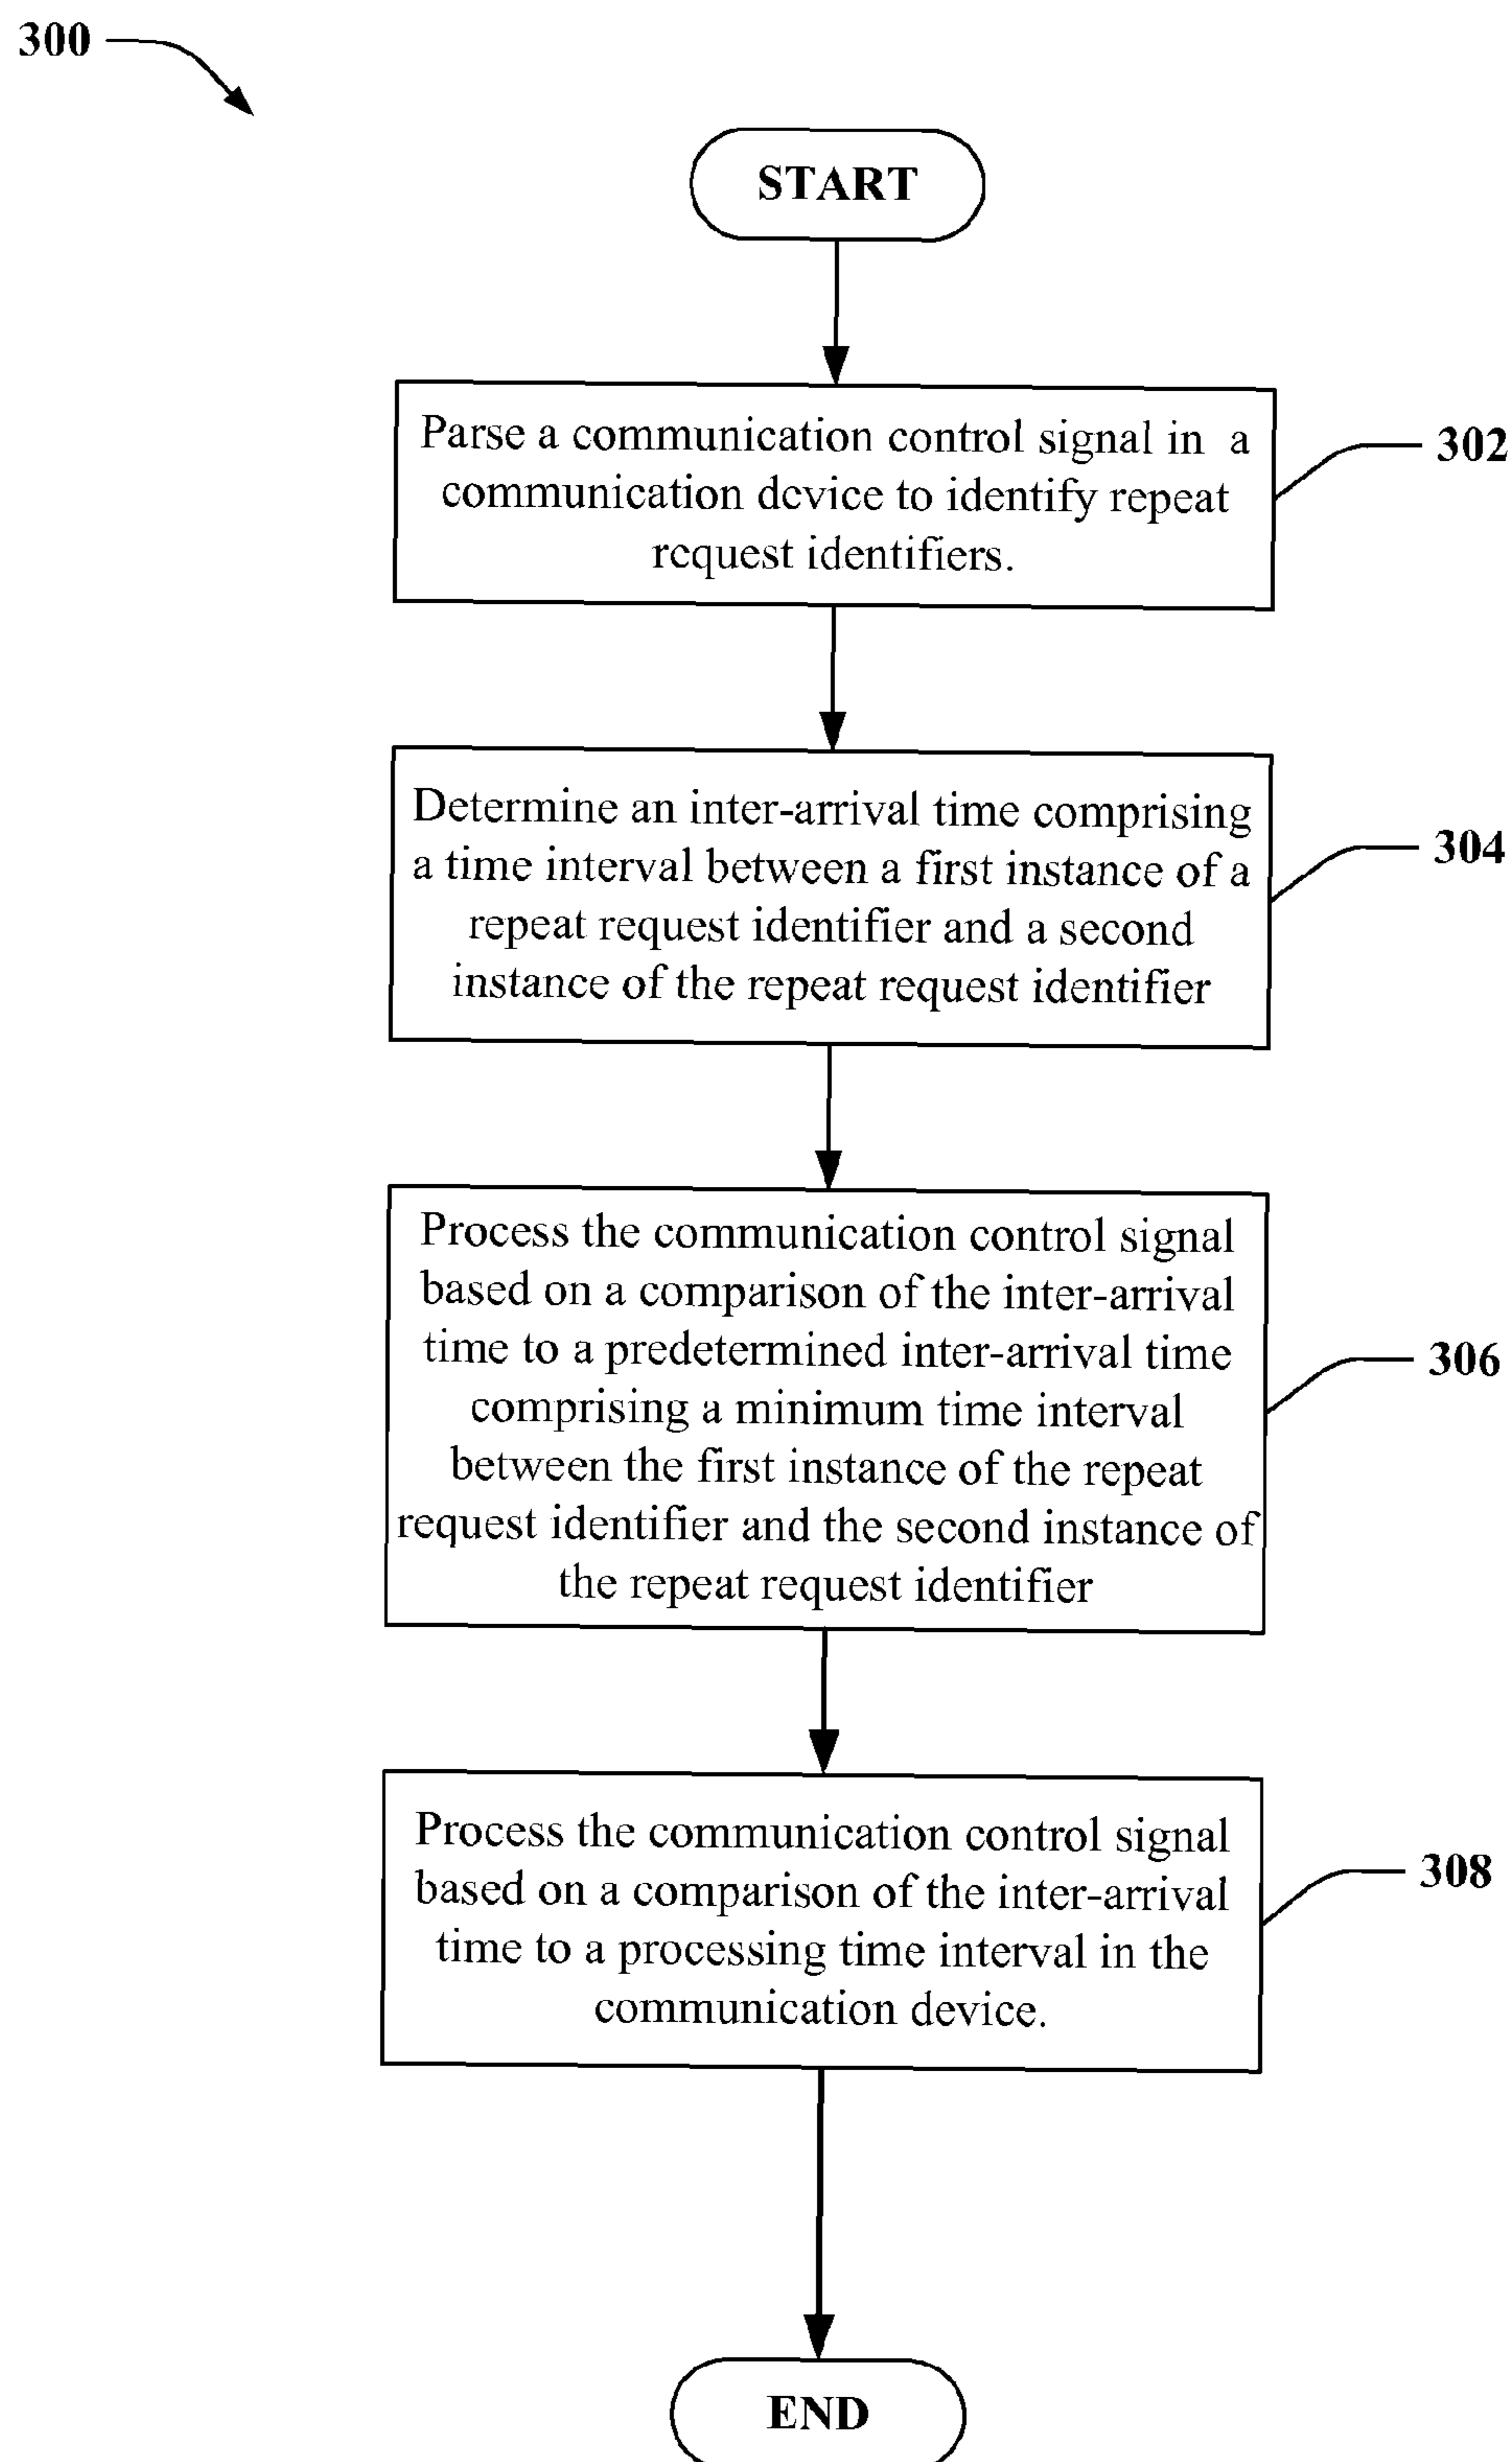 300
START
Parse a communication control signal in a
communication device to identify repeat
request identifiers.
302
Determine an inter-arrival time comprising
a time interval between a first instance of a
repeat request identifier and a second
instance of the repeat request identifier
304
Process the communication control signal
based on a comparison of the inter-arrival
time to a predetermined inter-arrival time
comprising a minimum time interval
between the first instance of the repeat
request identifier and the second instance of
the repeat request identifier
306
Process the communication control signal
based on a comparison of the inter-arrival
time to a processing time interval in the
communication device.
308
END